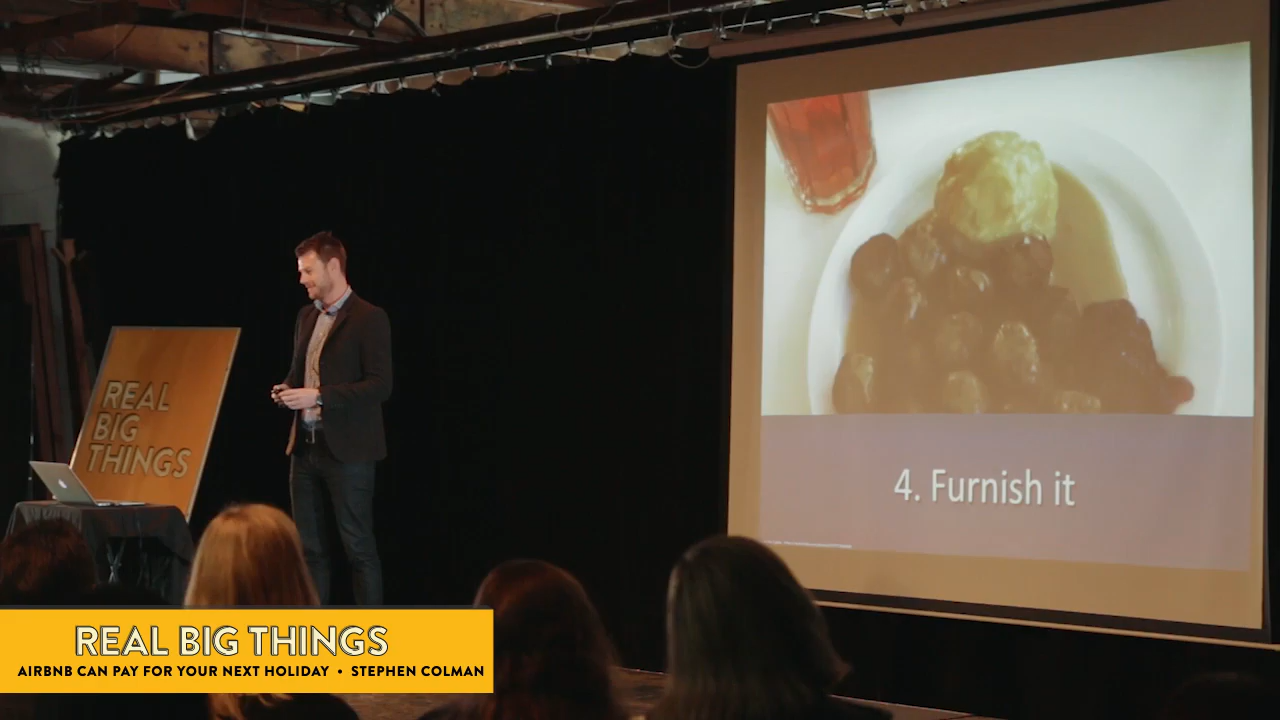 REAL
BIG
THINGS
4. Furnish it
REAL BIG THINGS
AIRBNB CAN PAY FOR YOUR NEXT HOLIDAY • STEPHEN COLMAN